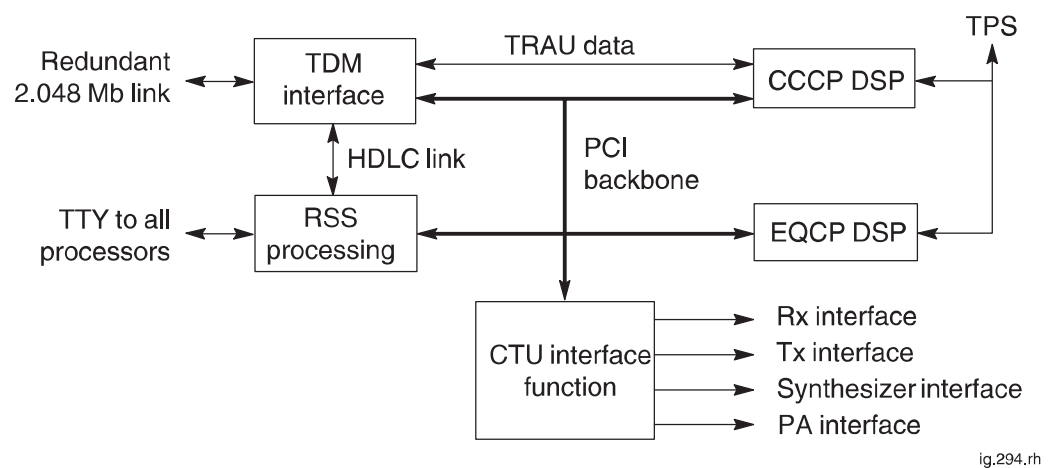 TPS
Redundant
2.048 Mb link
TDM
interface
TRAU data
CCCP DSP
HDLC link
PCI
backbone
TTY to all
processors
RSS
processing
EQCP DSP
CTU interface
function
Rx interface
Tx interface
Synthesizer interface
PA interface
ig.294.rh